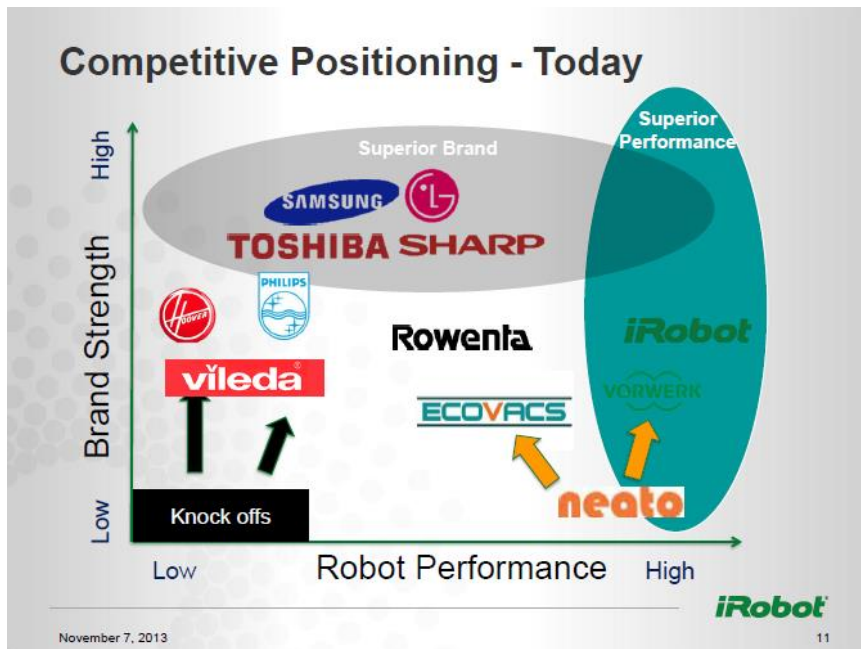 Competitive Positioning - Today
Superior
Performance
Superior Brand
High
SAMSUNG
LG
TOSHIBA SHARP
PHILIPS
HOOVER
Brand Strength
Rowenta
iRobot
vileda®
ECOVACS
VORWERK
Low
Knock offs
neato
Low
Robot Performance
High
iRobot
November 7, 2013
11